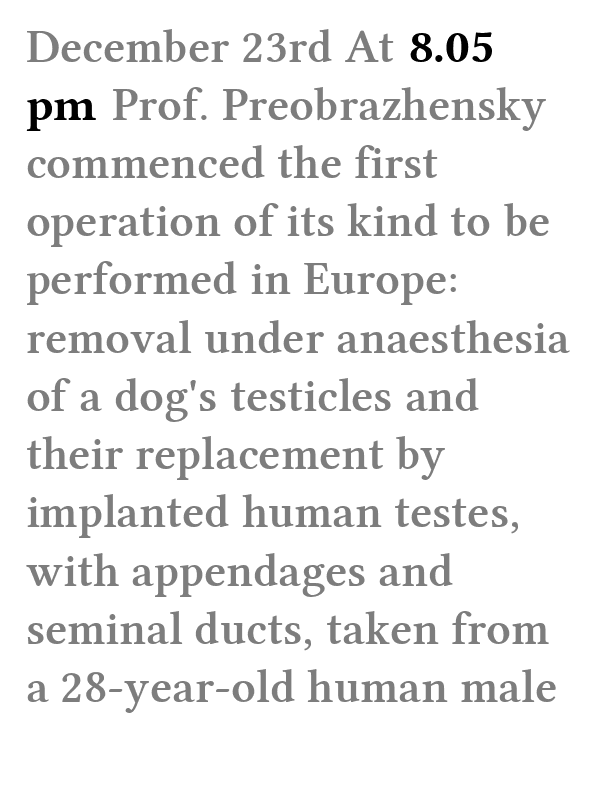 December 23rd At 8.05
pm Prof. Preobrazhensky
commenced the first
operation of its kind to be
performed in Europe:
removal under anaesthesia
of a dog's testicles and
their replacement by
implanted human testes,
with appendages and
seminal ducts, taken from
a 28-year-old human male